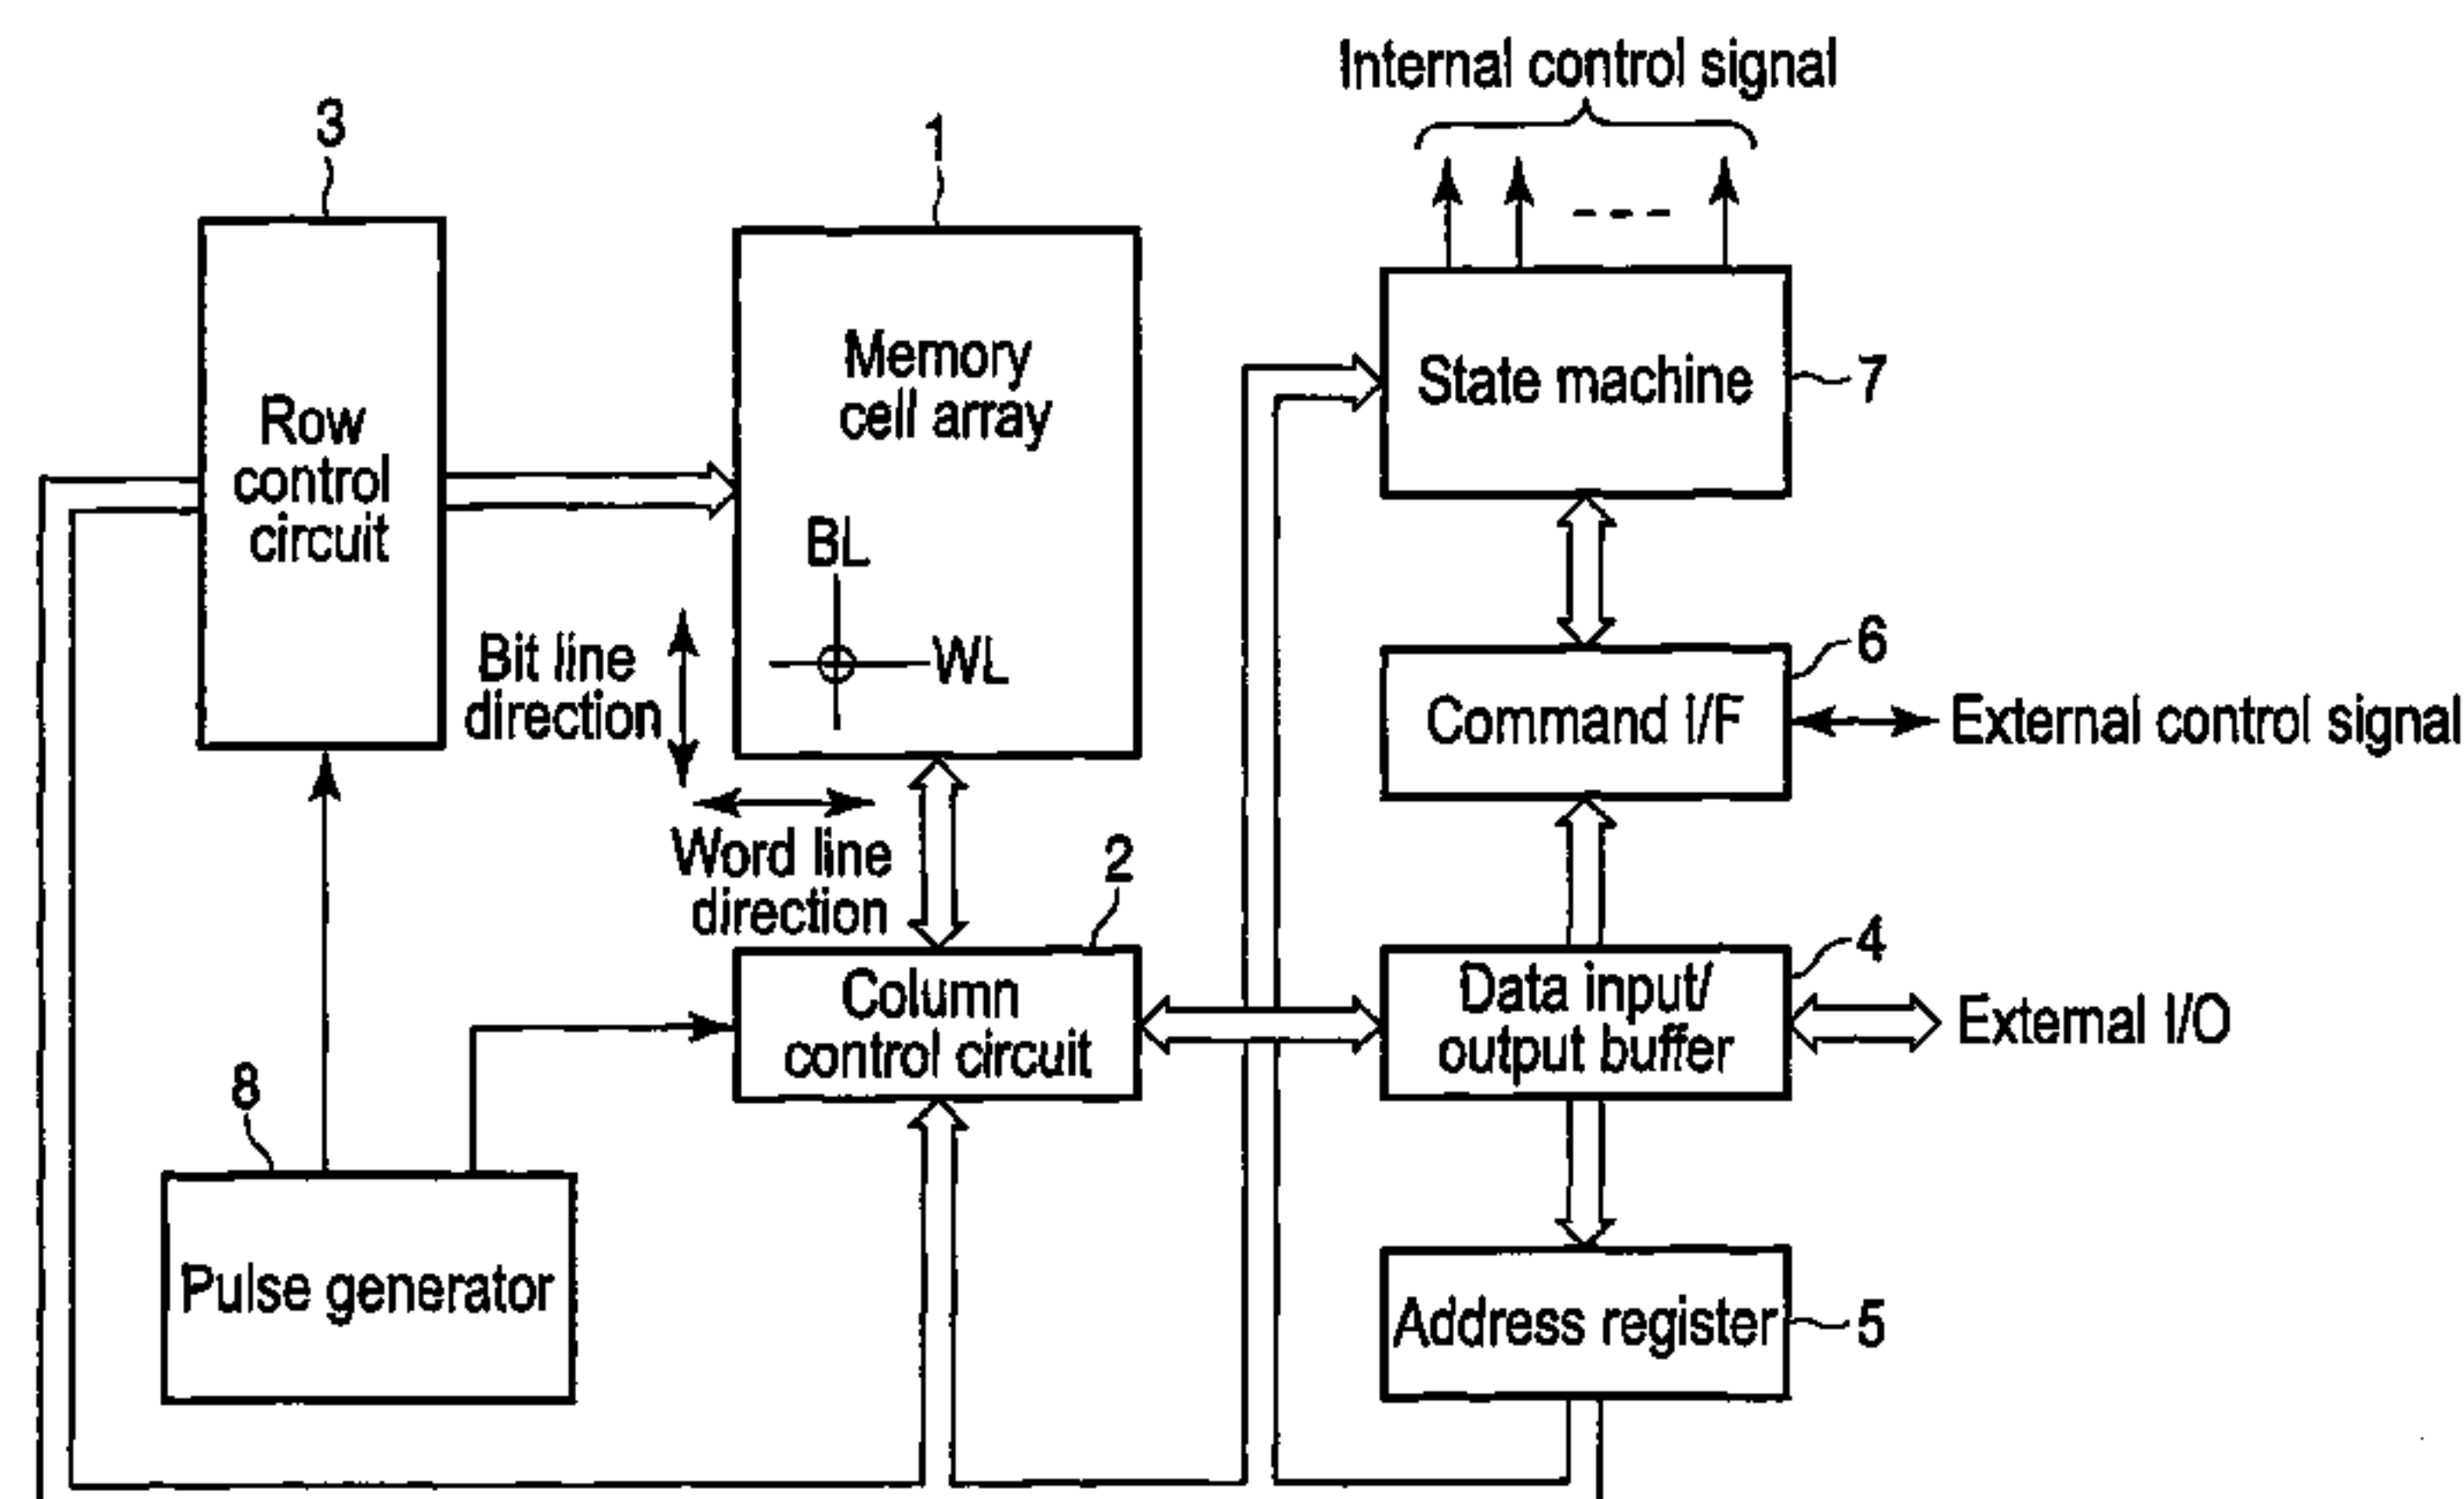 Internal control signal
3
1
Row
control
circuit
Memory
cell array
BL
WL
Bit line
direction
Word line
direction
State machine
7
6
Command I/F
External control signal
2
Column
control circuit
4
Data input/
output buffer
External I/O
8
Pulse generator
Address register
5